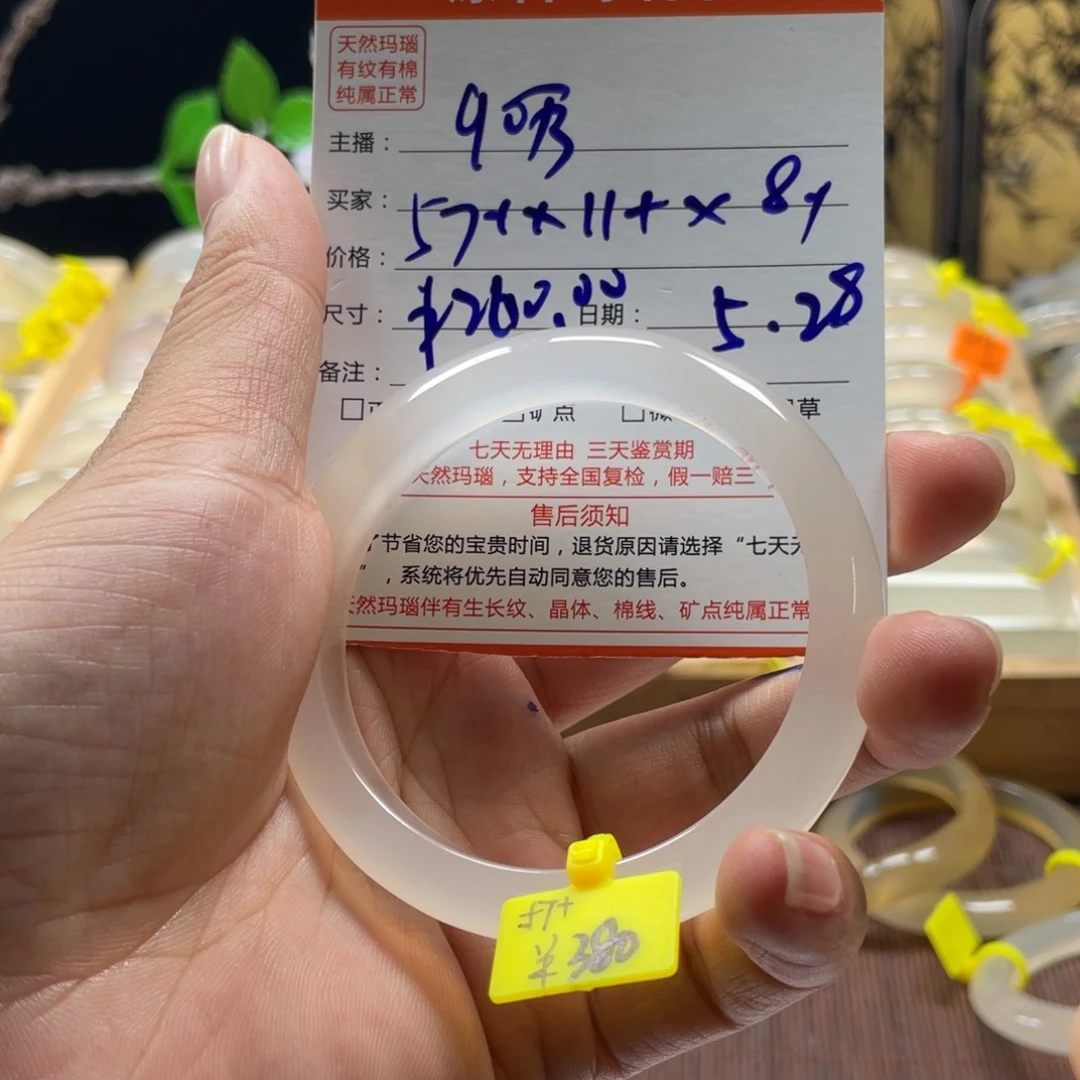 天然玛瑙
有纹有棉
纯属正常
主播：
买家：57+×11+×8+
价格：
尺寸：¥260.00 日期：5.28
备注：
七天无理由 三天鉴赏期
天然玛瑙，支持全国复检，假一赔三
售后须知
节省您的宝贵时间，退货原因请选择“七天无
”，系统将优先自动同意您的售后。
天然玛瑙伴有生长纹、晶体、棉线、矿点纯属正常
57+
¥380